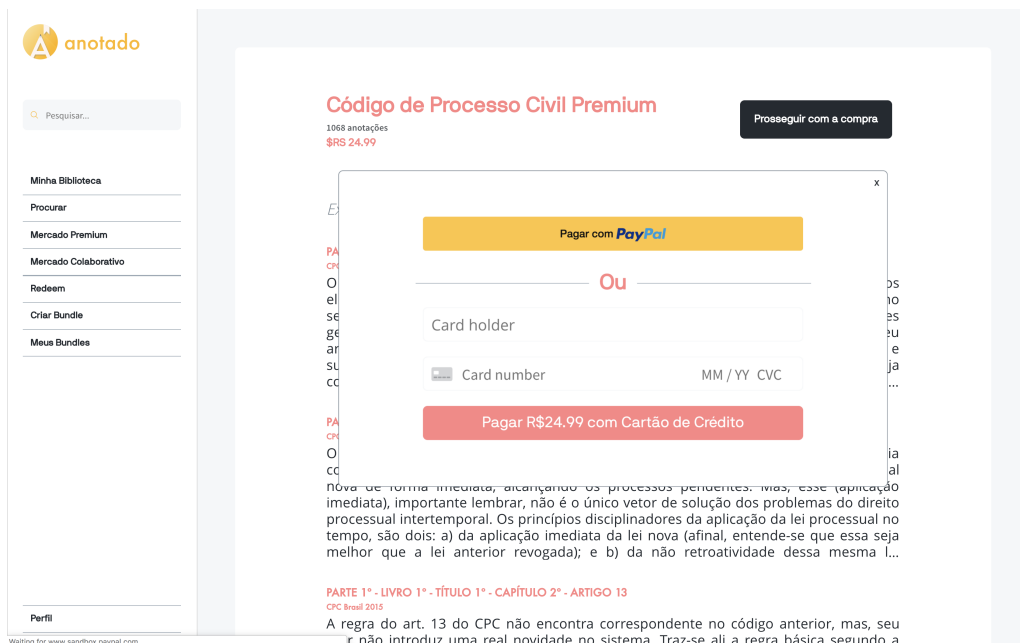 anotado
Pesquisar...
Minha Biblioteca
Procurar
Mercado Premium
Mercado Colaborativo
Redeem
Criar Bundle
Meus Bundles
Perfil
Código de Processo Civil Premium
1068 anotações
$RS 24.99
Prosseguir com a compra
x
Pagar com PayPal
Ou
Card holder
Card number MM / YY CVC
Pagar R$24.99 com Cartão de Crédito
nova de forma imediata, alcançando os processos pendentes. Mas, esse (aplicação
imediata), importante lembrar, não é o único vetor de solução dos problemas do direito
processual intertemporal. Os princípios disciplinadores da aplicação da lei processual no
tempo, são dois: a) da aplicação imediata da lei nova (afinal, entende-se que essa seja
melhor que a lei anterior revogada); e b) da não retroatividade dessa mesma l...
PARTE 1º - LIVRO 1º - TÍTULO 1º - CAPÍTULO 2º - ARTIGO 13
CPC Brasil 2015
A regra do art. 13 do CPC não encontra correspondente no código anterior, mas, seu
não introduz uma real novidade no sistema. Traz-se ali a regra básica segundo a
Waiting for www.sandbox.paypal.com